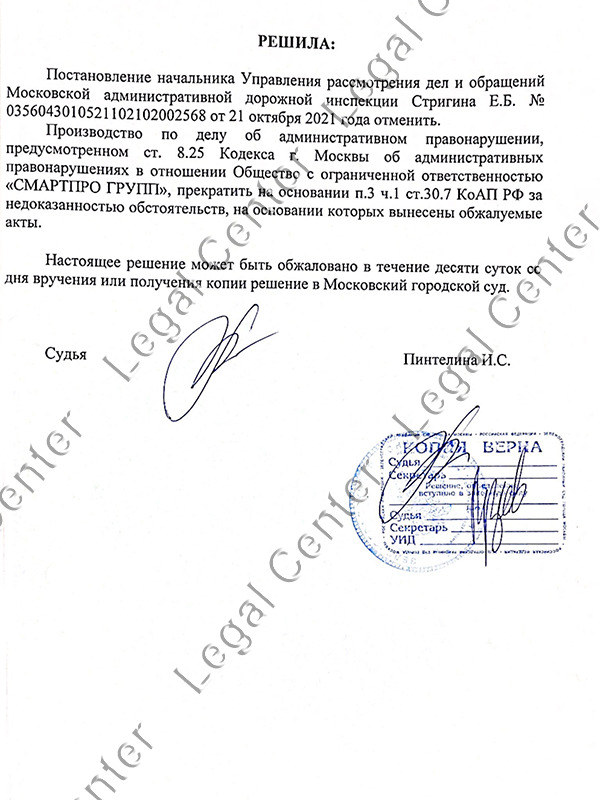 РЕШИЛА:
Постановление начальника Управления рассмотрения дел и обращений
Московской административной дорожной инспекции Стригина Е.Б. №
0356043010521102102002568 от 21 октября 2021 года отменить.
Производство по делу об административном правонарушении,
предусмотренном ст. 8.25 Кодекса г. Москвы об административных
правонарушениях в отношении Общество с ограниченной ответственностью
«СМАРТПРО ГРУПП», прекратить на основании п.3 ч.1 ст.30.7 КоАП РФ за
недоказанностью обстоятельств, на основании которых вынесены обжалуемые
акты.
Настоящее решение может быть обжаловано в течение десяти суток со
дня вручения или получения копии решение в Московский городской суд.
Судья
Пинтелина И.С.
КОПИЯ ВЕРНА
Судья
Секретарь
Решение,
вступило в
Судья
Секретарь
УИД
Legal Center
Legal Center
Legal Center
Legal Center
Legal Center
Legal Center